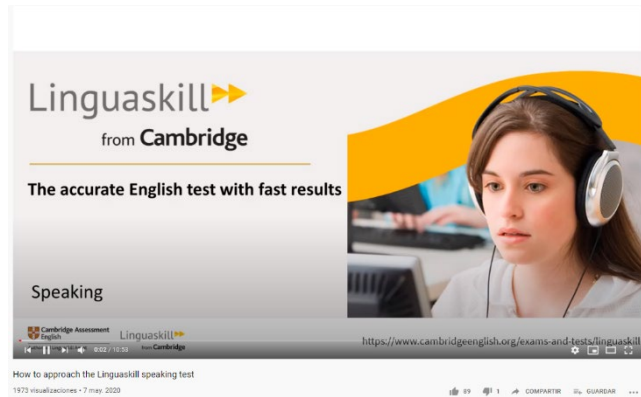 Linguaskill
from Cambridge
The accurate English test with fast results
Speaking
Cambridge Assessment
English
Linguaskill
from Cambridge
https://www.cambridgeenglish.org/exams-and-tests/linguaskill
0:02 / 10:58
How to approach the Linguaskill speaking test
1973 visualizaciones • 7 may. 2020
89 1 COMPARTIR GUARDAR ...